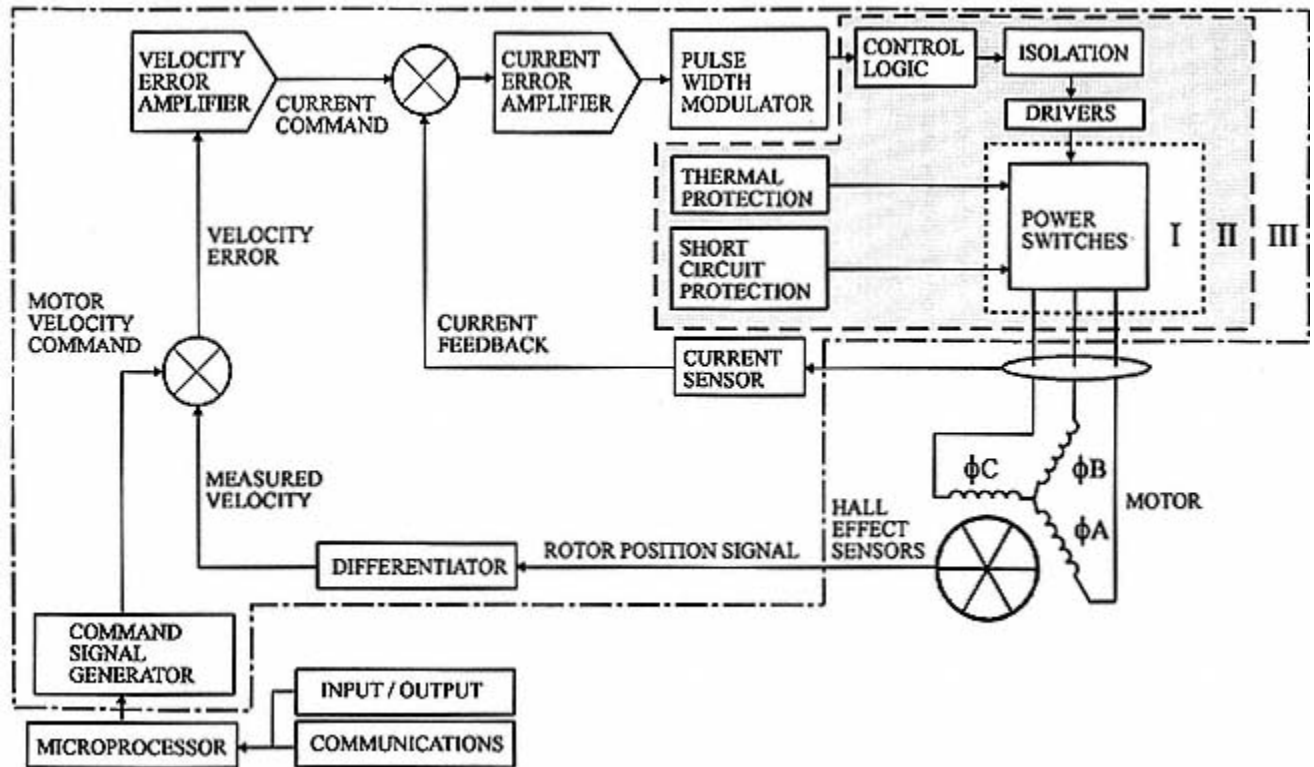 VELOCITY
ERROR
AMPLIFIER
CURRENT
COMMAND
CURRENT
ERROR
AMPLIFIER
PULSE
WIDTH
MODULATOR
CONTROL
LOGIC
ISOLATION
DRIVERS
THERMAL
PROTECTION
SHORT
CIRCUIT
PROTECTION
POWER
SWITCHES
I
II
III
VELOCITY
ERROR
MOTOR
VELOCITY
COMMAND
CURRENT
FEEDBACK
CURRENT
SENSOR
MEASURED
VELOCITY
DIFFERENTIATOR
ROTOR POSITION SIGNAL
HALL
EFFECT
SENSORS
ϕC
ϕB
ϕA
MOTOR
COMMAND
SIGNAL
GENERATOR
MICROPROCESSOR
INPUT / OUTPUT
COMMUNICATIONS